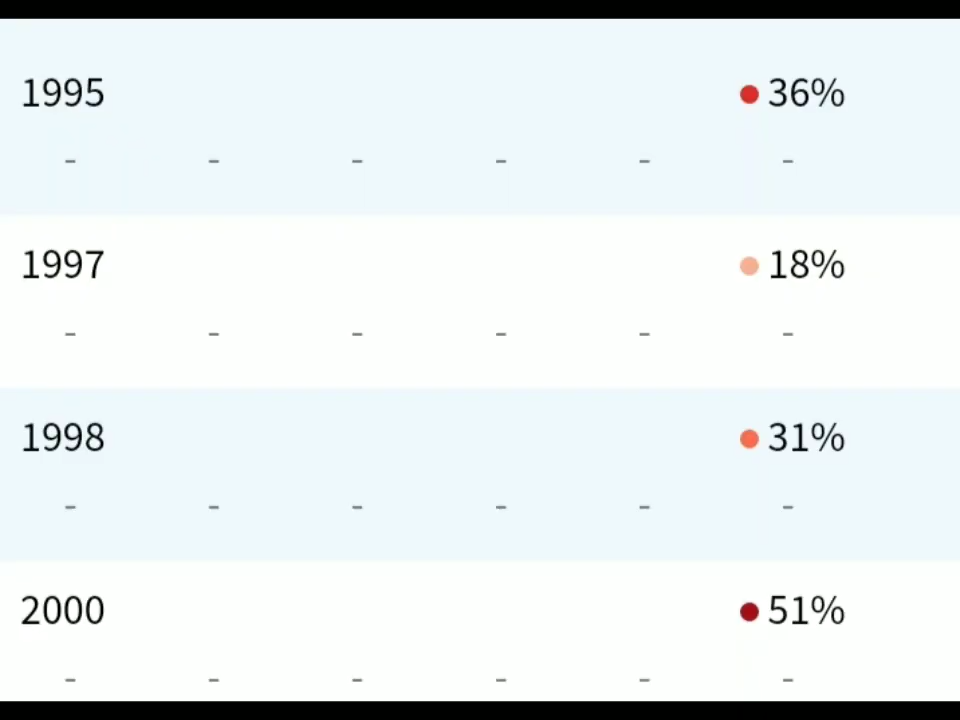 1995 36%
- - - - - -
1997 18%
- - - - - -
1998 31%
- - - - - -
2000 51%
- - - - - -